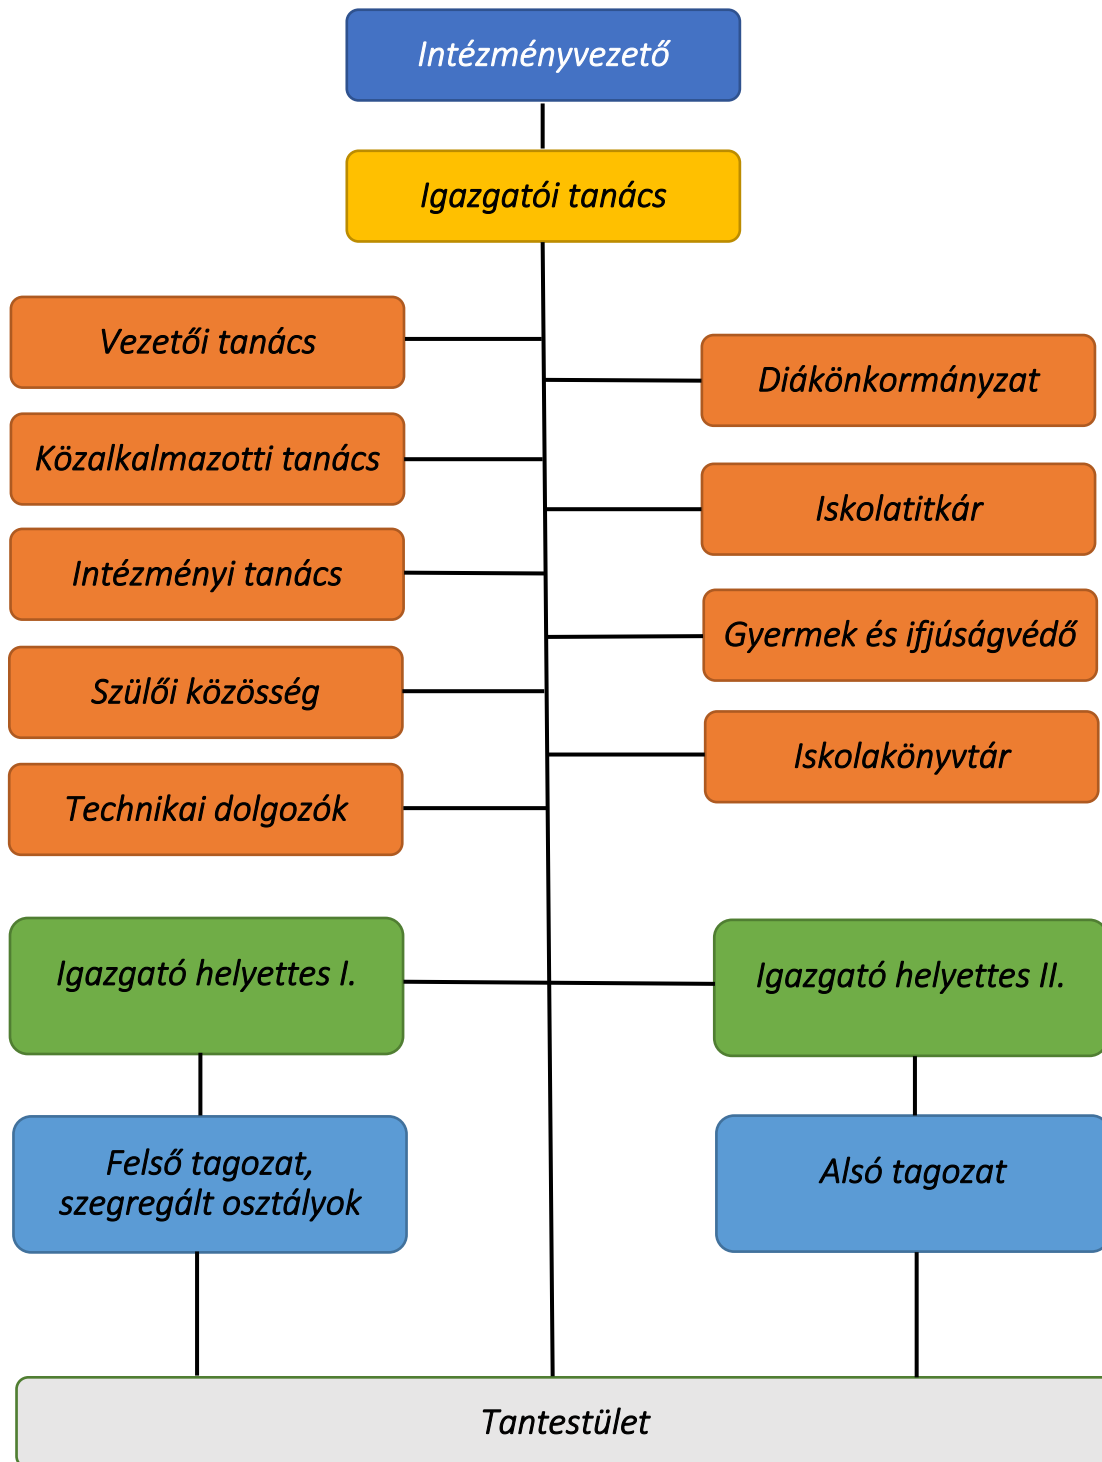 Intézményvezető
Igazgatói tanács
Vezetői tanács
Diákönkormányzat
Közalkalmazotti tanács
Iskolatitkár
Intézményi tanács
Gyermek és ifjúságvédő
Szülői közösség
Iskolakönyvtár
Technikai dolgozók
Igazgató helyettes I.
Igazgató helyettes II.
Felső tagozat,
szegregált osztályok
Alsó tagozat
Tantestület